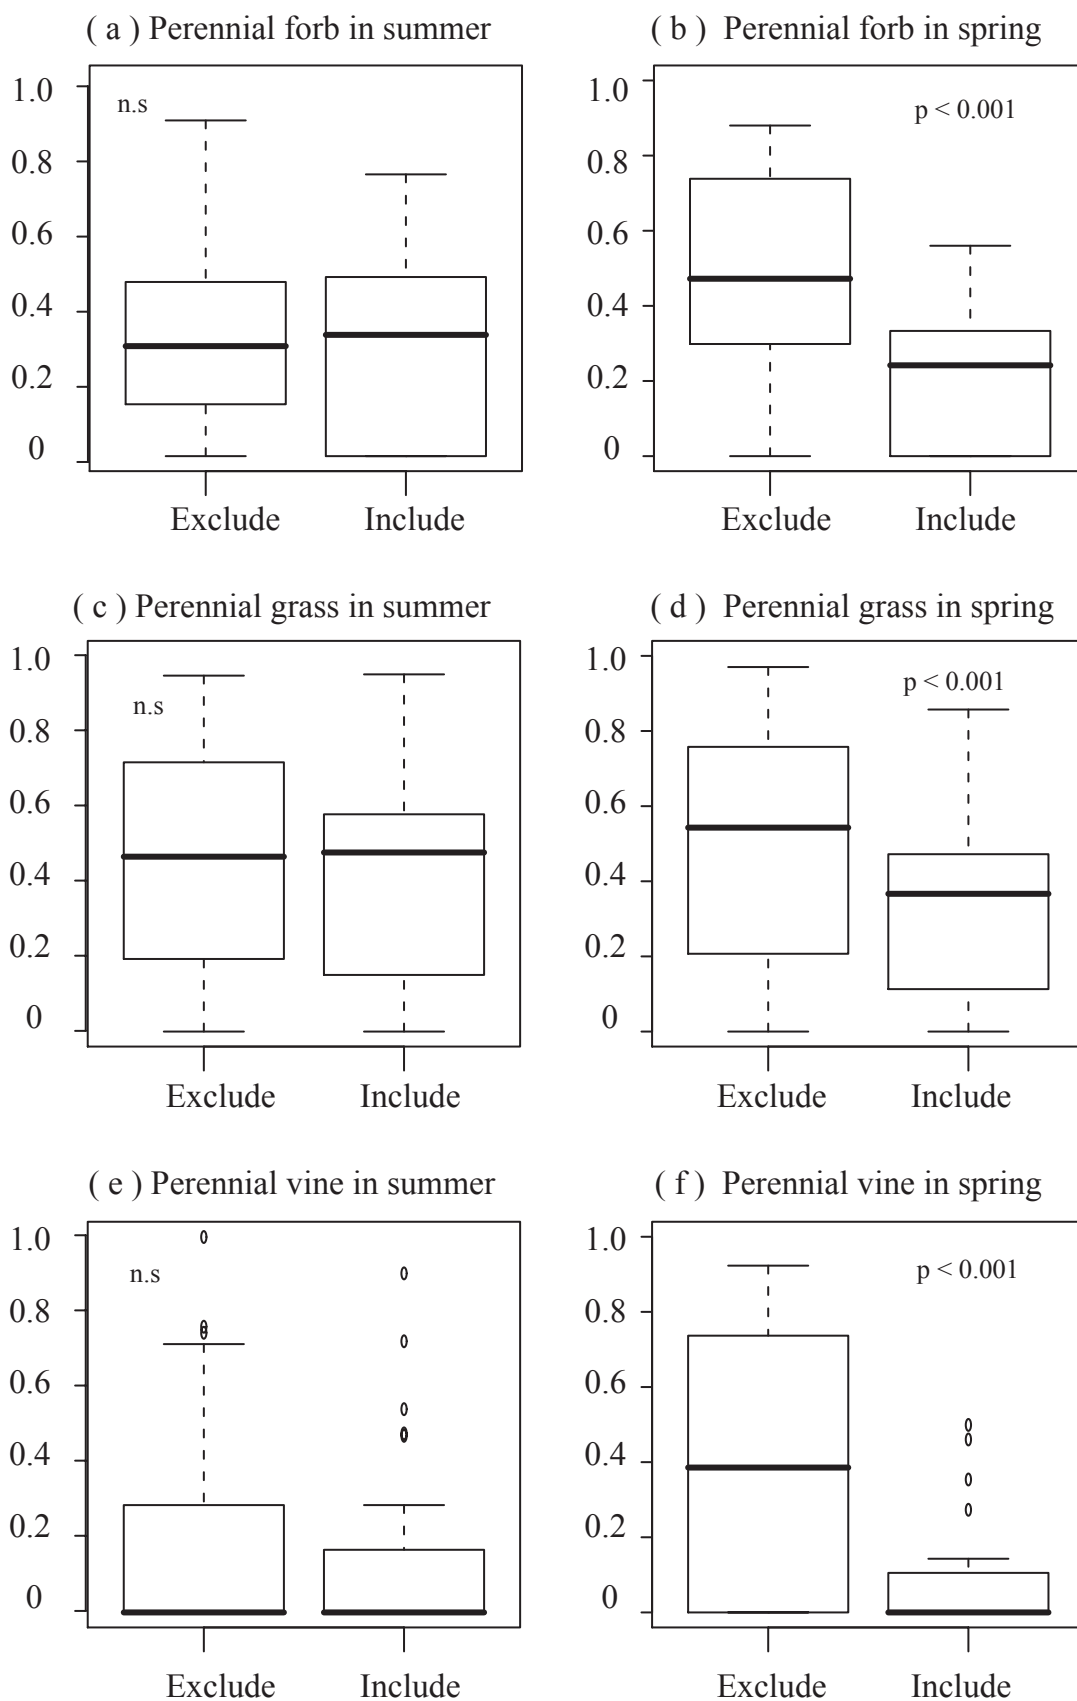 ( a ) Perennial forb in summer
1.0
0.8
0.6
0.4
0.2
0
n.s
Exclude Include
( b ) Perennial forb in spring
1.0
0.8
0.6
0.4
0.2
0
p < 0.001
Exclude Include
( c ) Perennial grass in summer
1.0
0.8
0.6
0.4
0.2
0
n.s
Exclude Include
( d ) Perennial grass in spring
1.0
0.8
0.6
0.4
0.2
0
p < 0.001
Exclude Include
( e ) Perennial vine in summer
1.0
0.8
0.6
0.4
0.2
0
n.s
Exclude Include
( f ) Perennial vine in spring
1.0
0.8
0.6
0.4
0.2
0
p < 0.001
Exclude Include